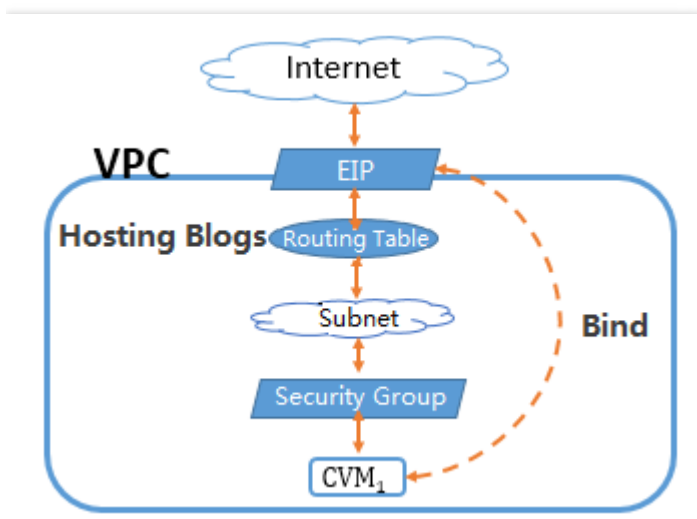 Internet
VPC
EIP
Hosting Blogs
Routing Table
Subnet
Bind
Security Group
CVM₁